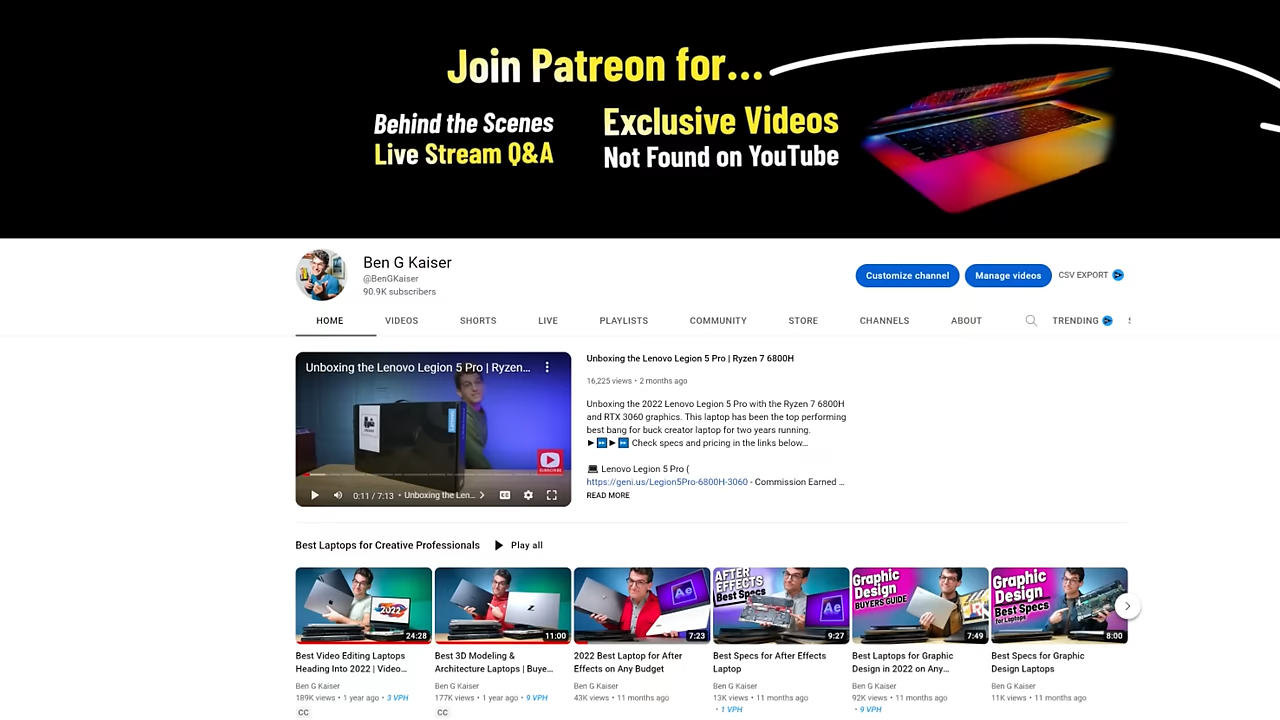 Join Patreon for...
Behind the Scenes
Live Stream Q&A
Exclusive Videos
Not Found on YouTube
Ben G Kaiser
@BenGKaiser
90.9K subscribers
Customize channel
Manage videos
CSV EXPORT
HOME
VIDEOS
SHORTS
LIVE
PLAYLISTS
COMMUNITY
STORE
CHANNELS
ABOUT
TRENDING
Unboxing the Lenovo Legion 5 Pro | Ryzen...
Lenovo
SUBSCRIBE
0:11 / 7:13 • Unboxing the Len...
Unboxing the Lenovo Legion 5 Pro | Ryzen 7 6800H
16,225 views • 2 months ago
Unboxing the 2022 Lenovo Legion 5 Pro with the Ryzen 7 6800H
and RTX 3060 graphics. This laptop has been the top performing
best bang for buck creator laptop for two years running.
►⏩►⏩ Check specs and pricing in the links below...
💻 Lenovo Legion 5 Pro (
https://geni.us/Legion5Pro-6800H-3060 - Commission Earned ...
READ MORE
Best Laptops for Creative Professionals
Play all
2022
24:28
11:00
Ae
7:23
AFTER
EFFECTS
Best Specs
Ae
9:27
Graphic
Design
BUYERS GUIDE
7:49
Graphic
Design
Best Specs
for Laptops
8:00
Best Video Editing Laptops
Heading Into 2022 | Video...
Ben G Kaiser
189K views • 1 year ago • 3 VPH
CC
Best 3D Modeling &
Architecture Laptops | Buye...
Ben G Kaiser
177K views • 1 year ago • 9 VPH
CC
2022 Best Laptop for After
Effects on Any Budget
Ben G Kaiser
43K views • 11 months ago
Best Specs for After Effects
Laptop
Ben G Kaiser
13K views • 11 months ago
• 1 VPH
Best Laptops for Graphic
Design in 2022 on Any...
Ben G Kaiser
92K views • 11 months ago
• 9 VPH
Best Specs for Graphic
Design Laptops
Ben G Kaiser
11K views • 11 months ago